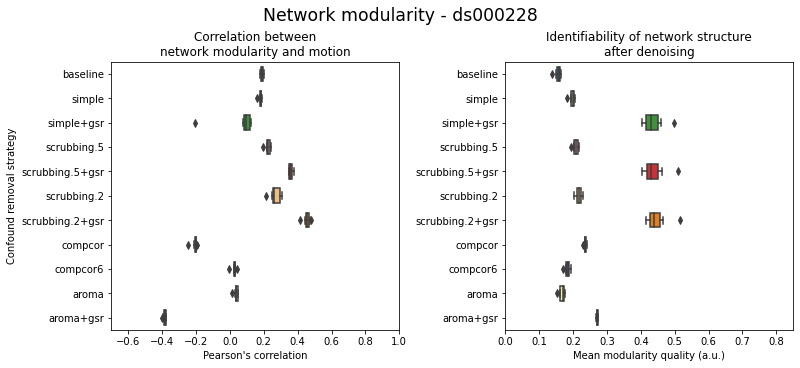 Network modularity - ds000228
Correlation between
network modularity and motion
Confound removal strategy
baseline
simple
simple+gsr
scrubbing.5
scrubbing.5+gsr
scrubbing.2
scrubbing.2+gsr
compcor
compcor6
aroma
aroma+gsr
−0.6 −0.4 −0.2 0.0 0.2 0.4 0.6 0.8 1.0
Pearson's correlation
Identifiability of network structure
after denoising
baseline
simple
simple+gsr
scrubbing.5
scrubbing.5+gsr
scrubbing.2
scrubbing.2+gsr
compcor
compcor6
aroma
aroma+gsr
0.0 0.1 0.2 0.3 0.4 0.5 0.6 0.7 0.8
Mean modularity quality (a.u.)